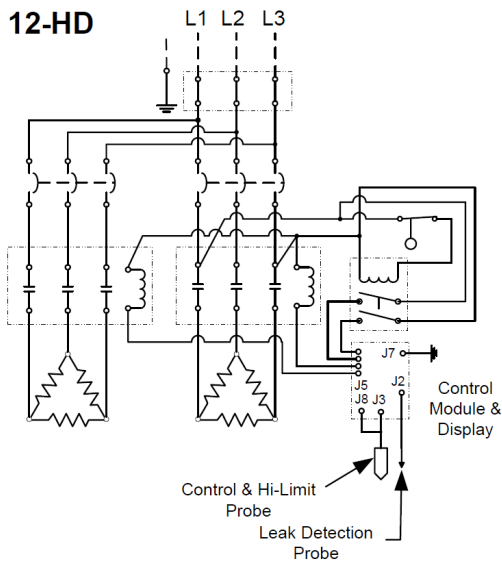 12-HD
L1 L2 L3
J7
J5
J2
J8 J3
Control
Module &
Display
Control & Hi-Limit
Probe
Leak Detection
Probe